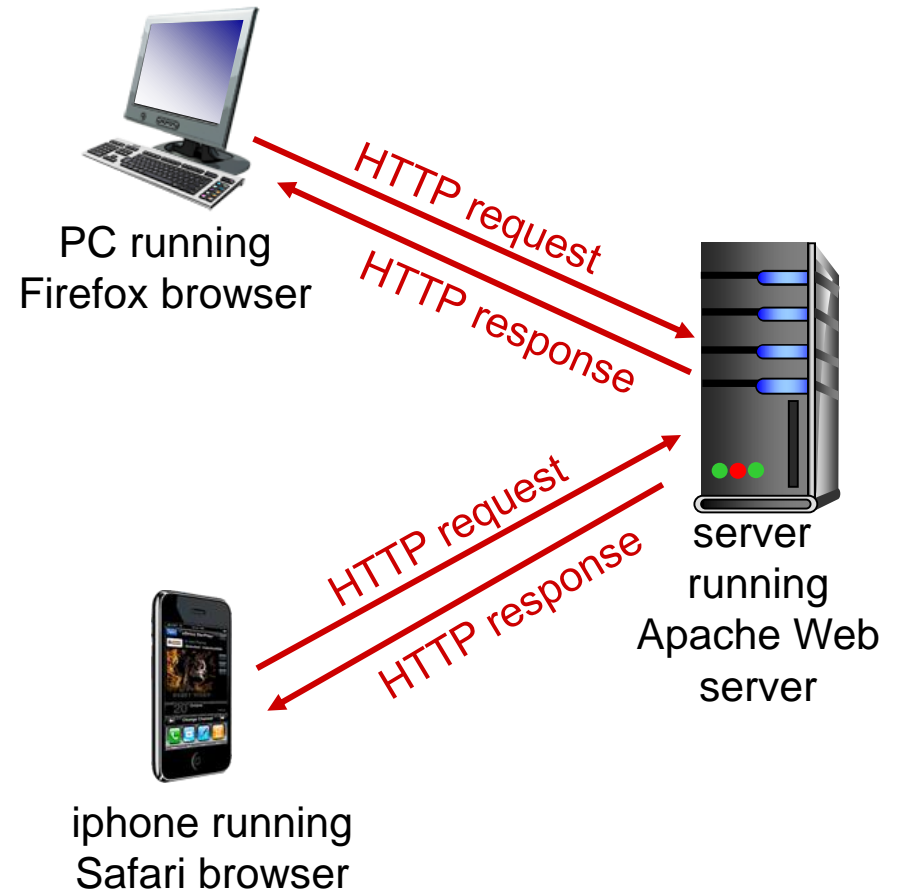 HTTP request
HTTP response
PC running
Firefox browser
HTTP request
HTTP response
server
running
Apache Web
server
iphone running
Safari browser